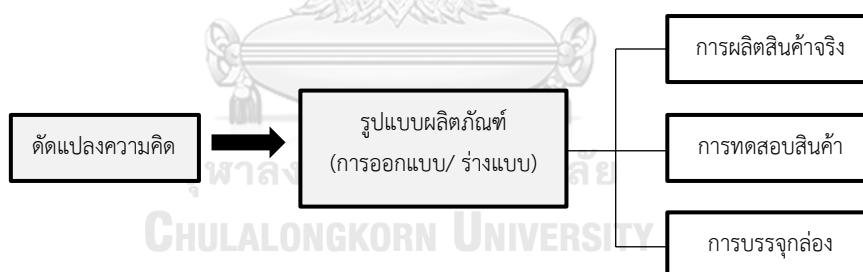 ดัดแปลงความคิด
รูปแบบผลิตภัณฑ์
(การออกแบบ/ ร่างแบบ)
การผลิตสินค้าจริง
การทดสอบสินค้า
การบรรจุกล่อง
CHULALONGKORN UNIVERSITY